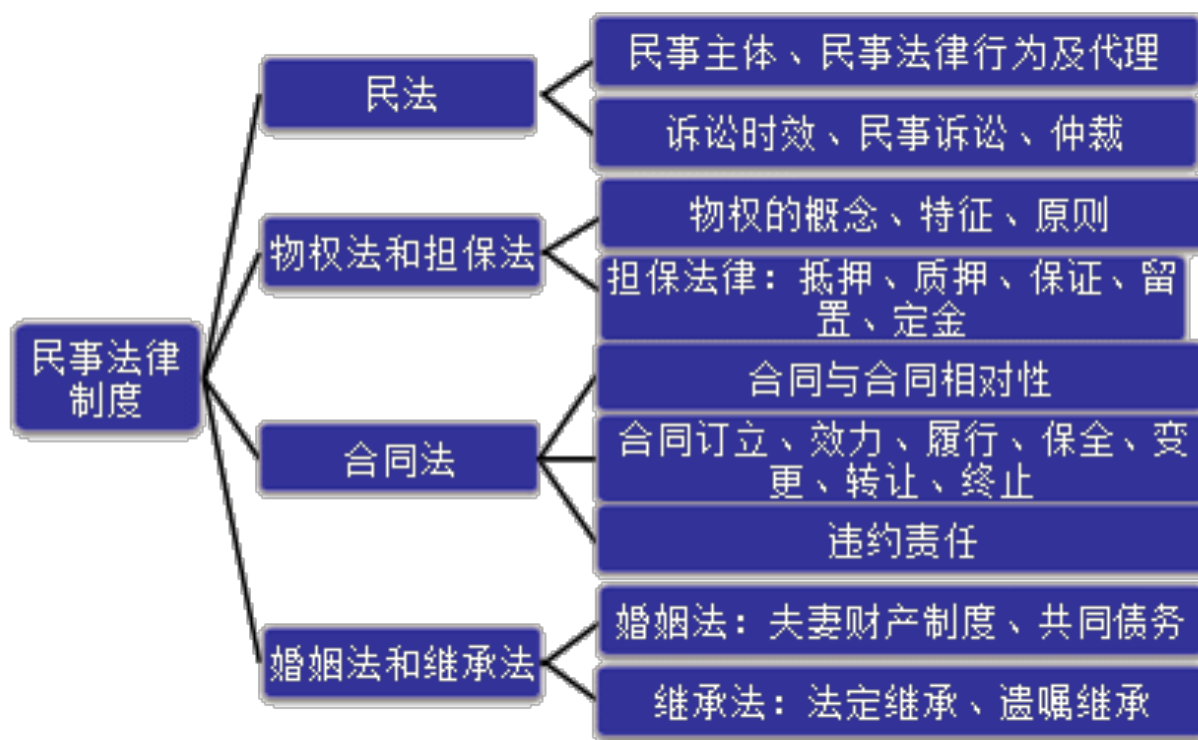 民事法律
制度
民法
民事主体、民事法律行为及代理
诉讼时效、民事诉讼、仲裁
物权法和担保法
物权的概念、特征、原则
担保法律：抵押、质押、保证、留
置、定金
合同法
合同与合同相对性
合同订立、效力、履行、保全、变
更、转让、终止
违约责任
婚姻法和继承法
婚姻法：夫妻财产制度、共同债务
继承法：法定继承、遗嘱继承